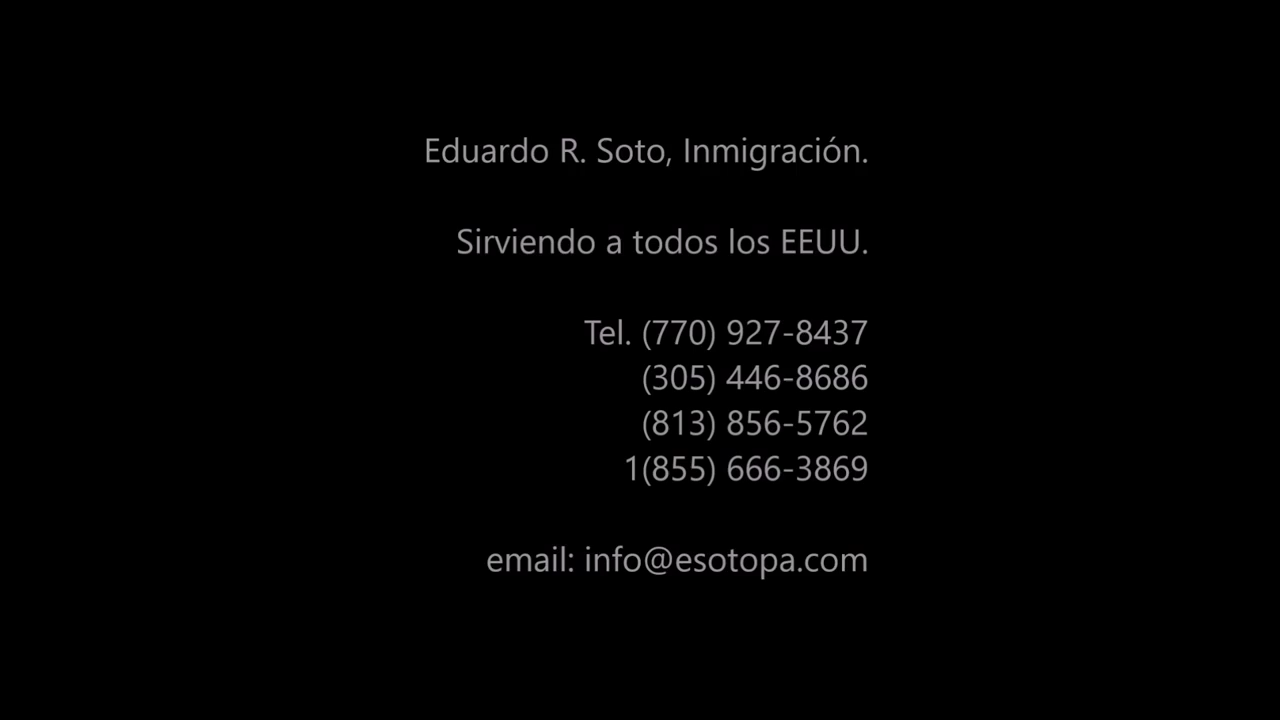 Eduardo R. Soto, Inmigración.
Sirviendo a todos los EEUU.
Tel. (770) 927-8437
(305) 446-8686
(813) 856-5762
1(855) 666-3869
email: info@esotopa.com